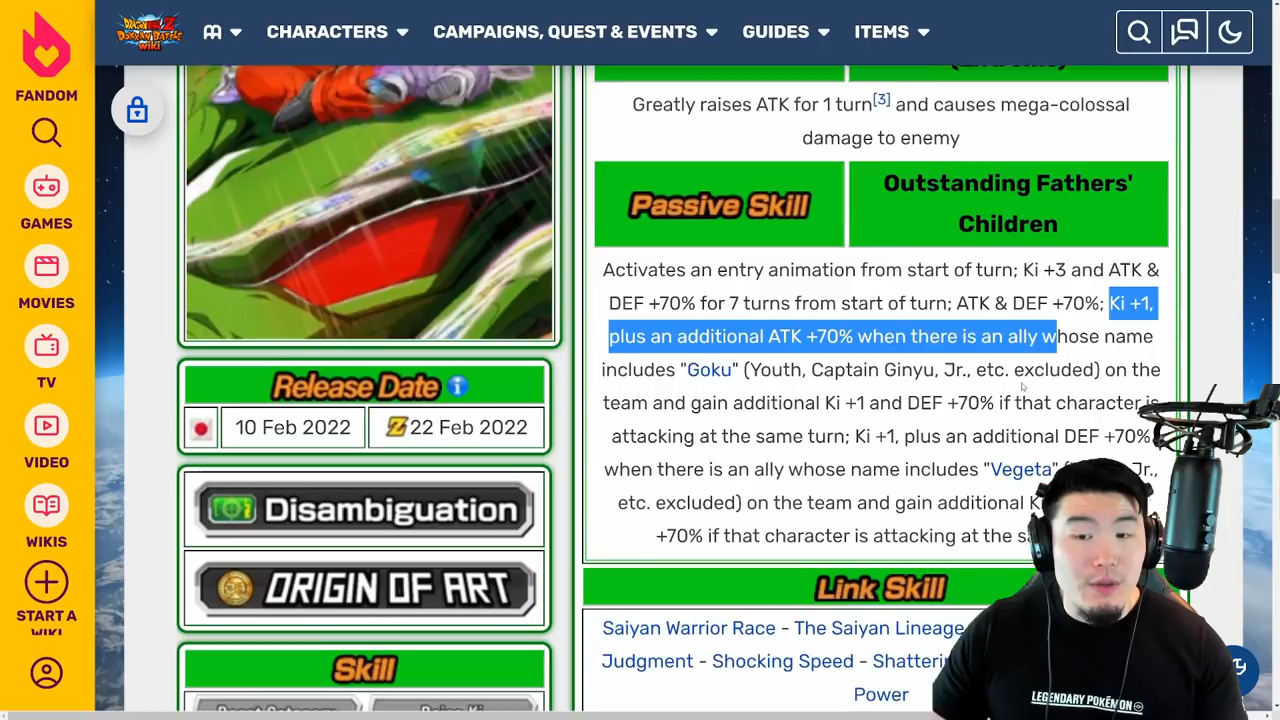 FANDOM
GAMES
MOVIES
TV
VIDEO
WIKIS
START A
DRAGON BALL Z
DOKKAN BATTLE
WIKI
CHARACTERS
CAMPAIGNS, QUEST & EVENTS
GUIDES
ITEMS
Greatly raises ATK for 1 turn[3] and causes mega-colossal
damage to enemy
Passive Skill
Outstanding Fathers'
Children
Activates an entry animation from start of turn; Ki +3 and ATK &
DEF +70% for 7 turns from start of turn; ATK & DEF +70%; Ki +1,
plus an additional ATK +70% when there is an ally whose name
includes "Goku" (Youth, Captain Ginyu, Jr., etc. excluded) on the
team and gain additional Ki +1 and DEF +70% if that character is
attacking at the same turn; Ki +1, plus an additional DEF +70%
when there is an ally whose name includes "Vegeta" Jr.,
etc. excluded) on the team and gain additional
+70% if that character is attacking at the
Link Skill
Saiyan Warrior Race - The Saiyan Lineage
Judgment - Shocking Speed -
Power
Release Date
10 Feb 2022
Z 22 Feb 2022
Disambiguation
ORIGIN OF ART
Skill
LEGENDARY POKÉMON